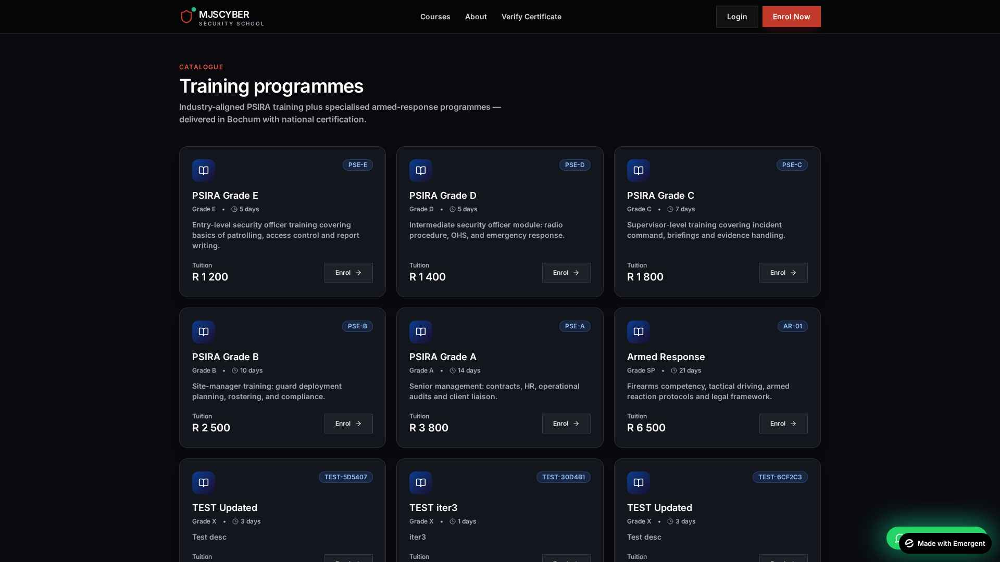 MJSCYBER
SECURITY SCHOOL
Courses
About
Verify Certificate
Login
Enrol Now
CATALOGUE
Training programmes
Industry-aligned PSIRA training plus specialised armed-response programmes —
delivered in Bochum with national certification.
PSE-E
PSIRA Grade E
Grade E • 5 days
Entry-level security officer training covering
basics of patrolling, access control and report
writing.
Tuition
R 1 200
Enrol
PSE-D
PSIRA Grade D
Grade D • 5 days
Intermediate security officer module: radio
procedure, OHS, and emergency response.
Tuition
R 1 400
Enrol
PSE-C
PSIRA Grade C
Grade C • 7 days
Supervisor-level training covering incident
command, briefings and evidence handling.
Tuition
R 1 800
Enrol
PSE-B
PSIRA Grade B
Grade B • 10 days
Site-manager training: guard deployment
planning, rostering, and compliance.
Tuition
R 2 500
Enrol
PSE-A
PSIRA Grade A
Grade A • 14 days
Senior management: contracts, HR, operational
audits and client liaison.
Tuition
R 3 800
Enrol
AR-01
Armed Response
Grade SP • 21 days
Firearms competency, tactical driving, armed
reaction protocols and legal framework.
Tuition
R 6 500
Enrol
TEST-5D5407
TEST Updated
Grade X • 3 days
Test desc
Tuition
TEST-30D4B1
TEST iter3
Grade X • 1 days
iter3
Tuition
TEST-6CF2C3
TEST Updated
Grade X • 3 days
Test desc
Tuition
Made with Emergent